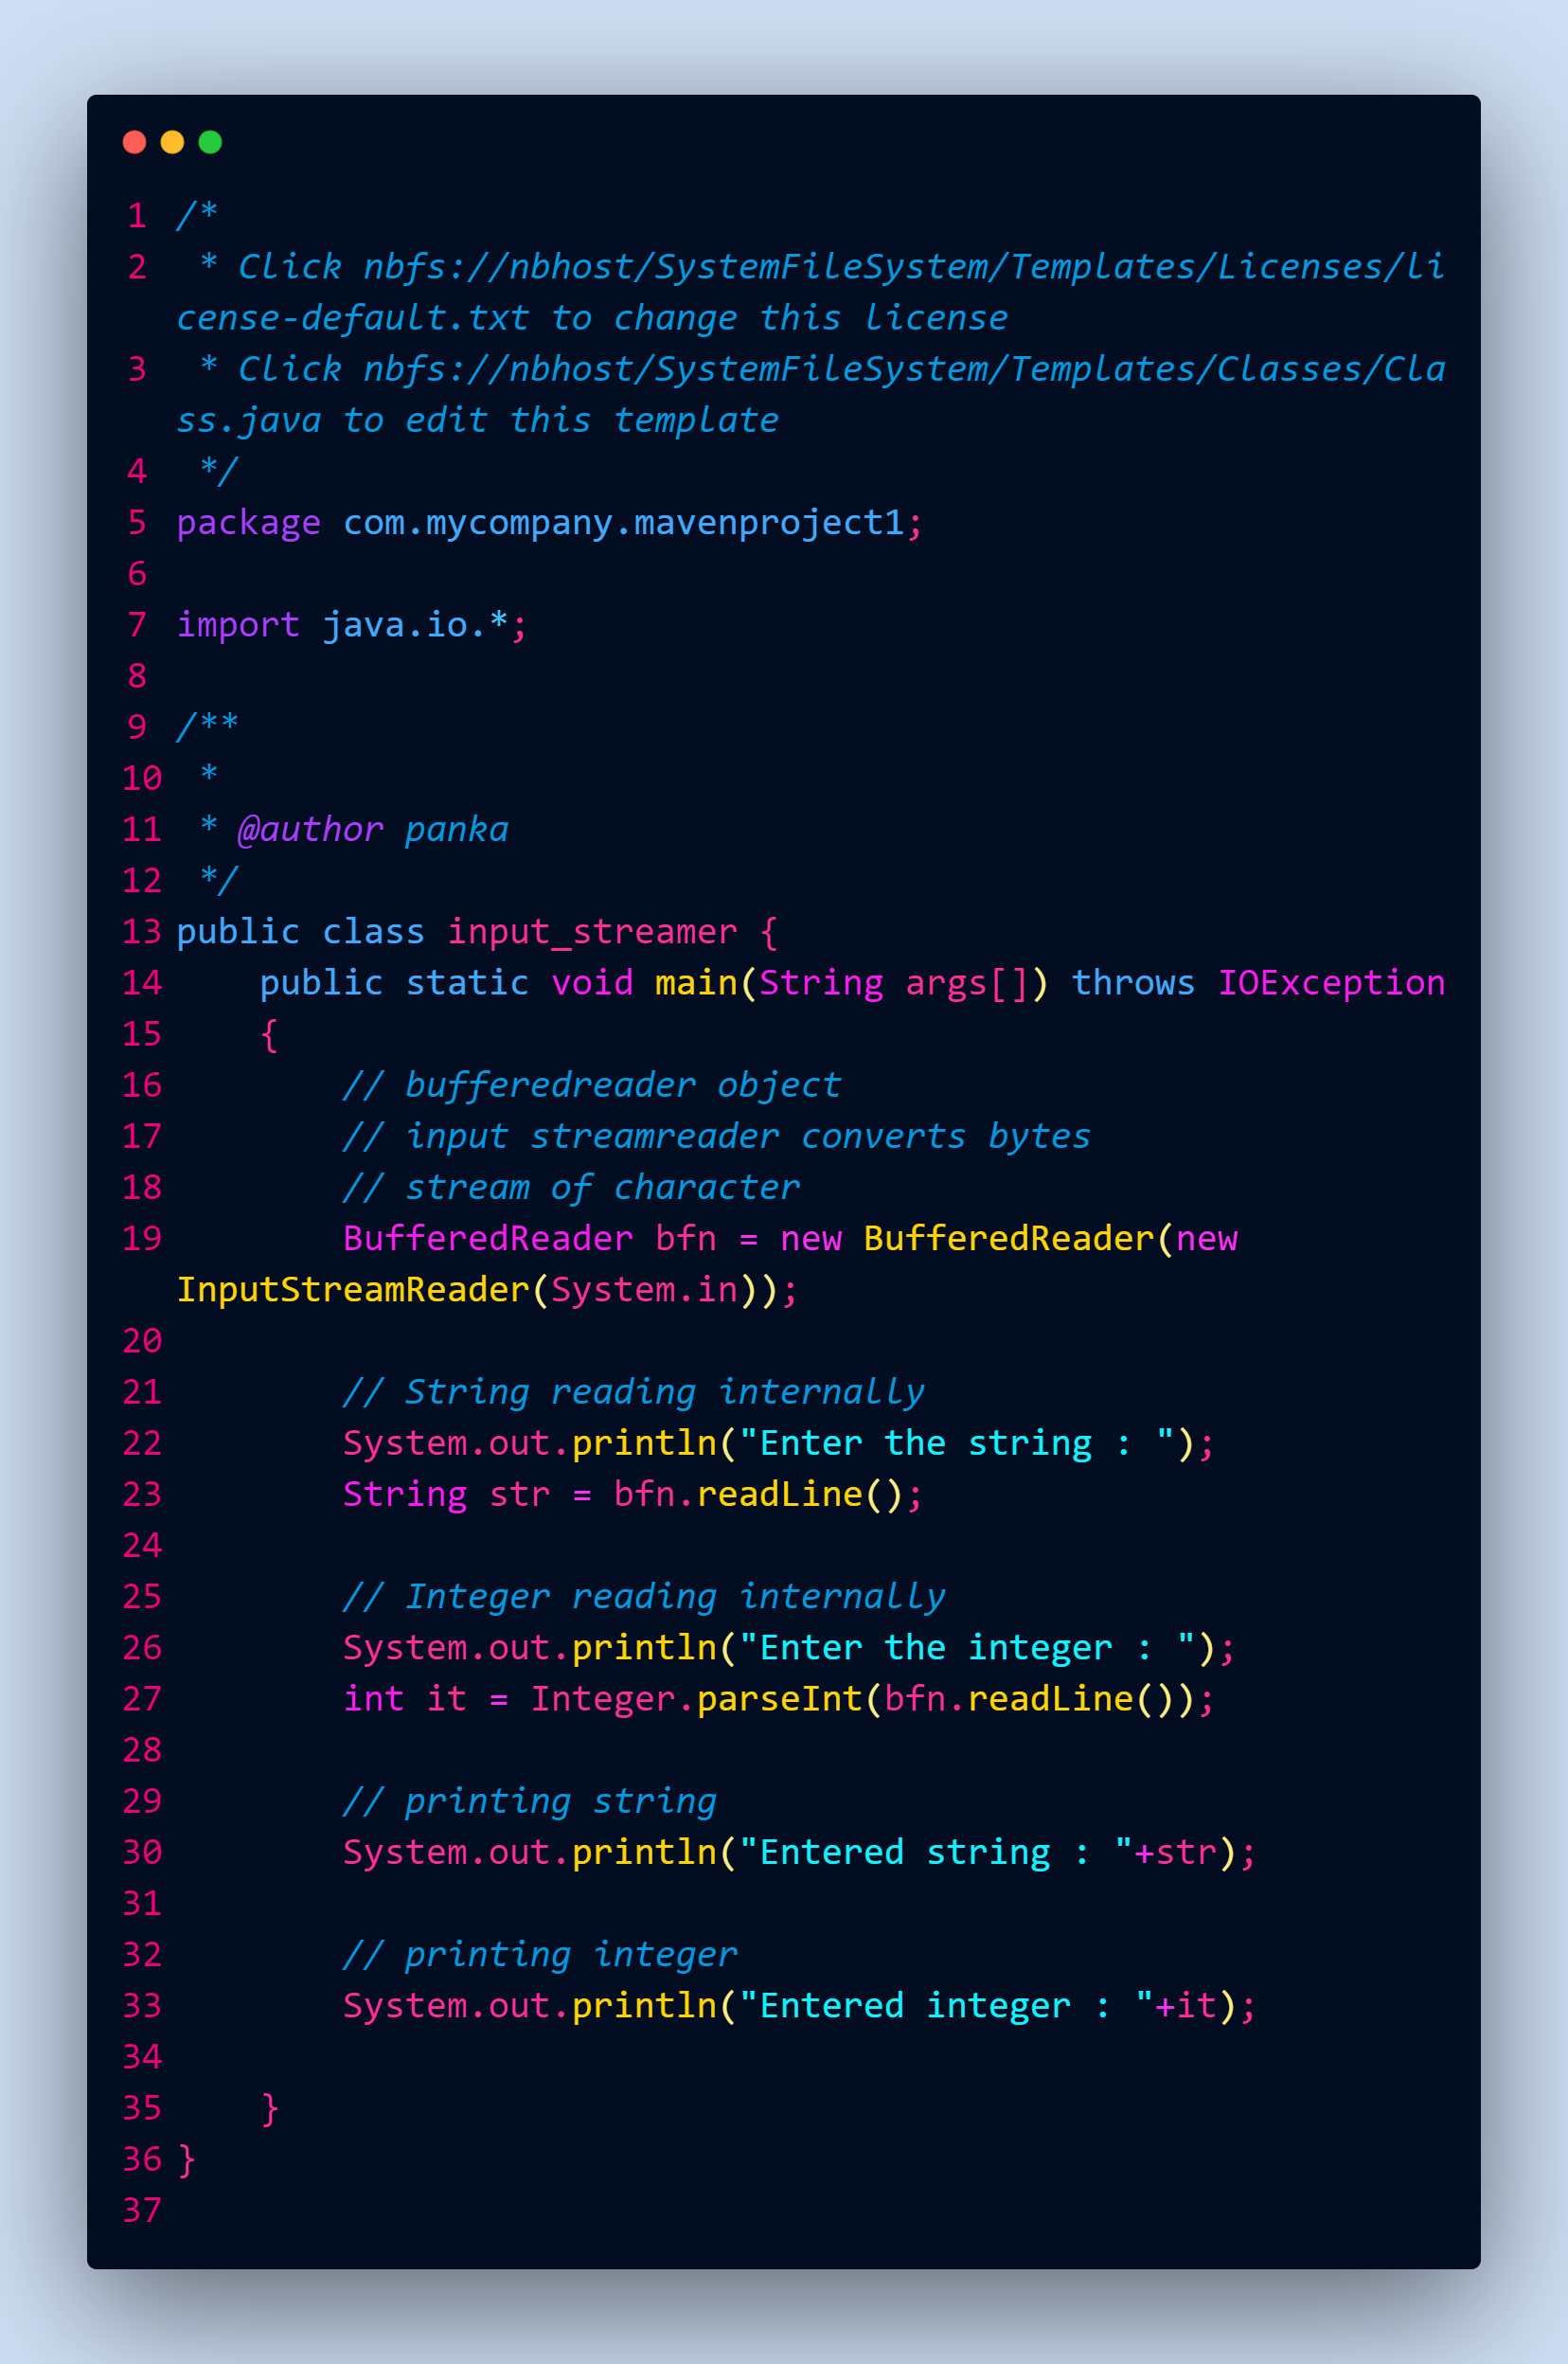 1 /*
2  * Click nbfs://nbhost/SystemFileSystem/Templates/Licenses/li
cense-default.txt to change this license
3  * Click nbfs://nbhost/SystemFileSystem/Templates/Classes/Cla
ss.java to edit this template
4  */
5 package com.mycompany.mavenproject1;
6
7 import java.io.*;
8
9 /**
10  *
11  * @author panka
12  */
13 public class input_streamer {
14     public static void main(String args[]) throws IOException
15     {
16         // bufferedreader object
17         // input streamreader converts bytes
18         // stream of character
19         BufferedReader bfn = new BufferedReader(new
InputStreamReader(System.in));
20
21         // String reading internally
22         System.out.println("Enter the string : ");
23         String str = bfn.readLine();
24
25         // Integer reading internally
26         System.out.println("Enter the integer : ");
27         int it = Integer.parseInt(bfn.readLine());
28
29         // printing string
30         System.out.println("Entered string : "+str);
31
32         // printing integer
33         System.out.println("Entered integer : "+it);
34
35     }
36 }
37